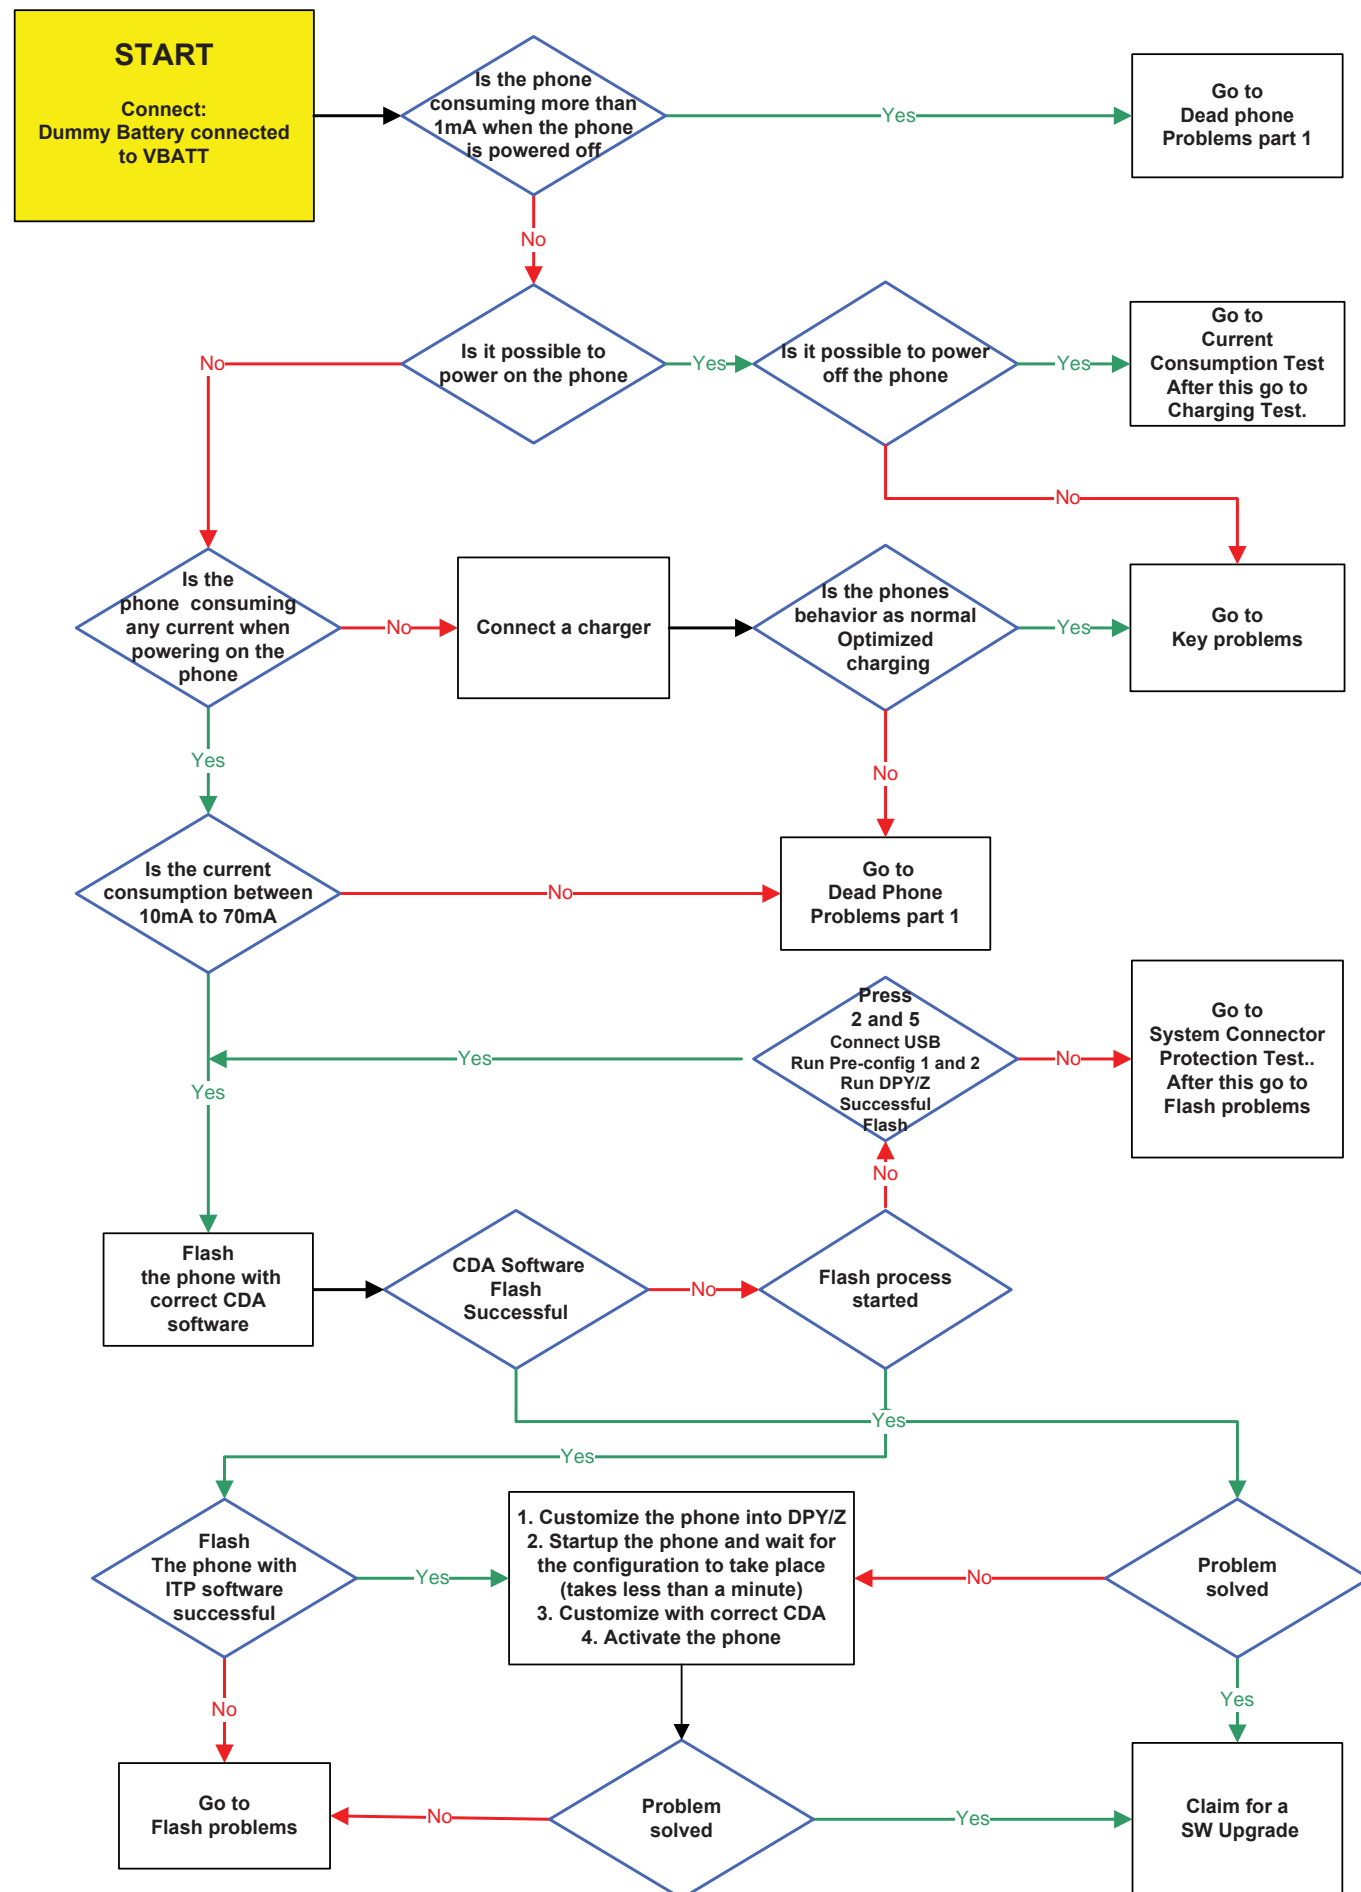 START
Connect:
Dummy Battery connected
to VBATT
Is the phone
consuming more than
1mA when the phone
is powered off
Yes
Go to
Dead phone
Problems part 1
No
Is it possible to
power on the phone
No
Yes
Is it possible to power
off the phone
Yes
Go to
Current
Consumption Test
After this go to
Charging Test.
No
Is the
phone  consuming
any current when
powering on the
phone
No
Connect a charger
Is the phones
behavior as normal
Optimized
charging
Yes
Go to
Key problems
Yes
No
Is the current
consumption between
10mA to 70mA
No
Go to
Dead Phone
Problems part 1
Yes
Press
2 and 5
Connect USB
Run Pre-config 1 and 2
Run DPY/Z
Successful
Flash
Yes
No
Go to
System Connector
Protection Test..
After this go to
Flash problems
No
Flash
the phone with
correct CDA
software
CDA Software
Flash
Successful
No
Flash process
started
Yes
Yes
Flash
The phone with
ITP software
successful
Yes
1. Customize the phone into DPY/Z
2. Startup the phone and wait for
the configuration to take place
(takes less than a minute)
3. Customize with correct CDA
4. Activate the phone
No
Problem
solved
No
Yes
Go to
Flash problems
No
Problem
solved
Yes
Claim for a
SW Upgrade